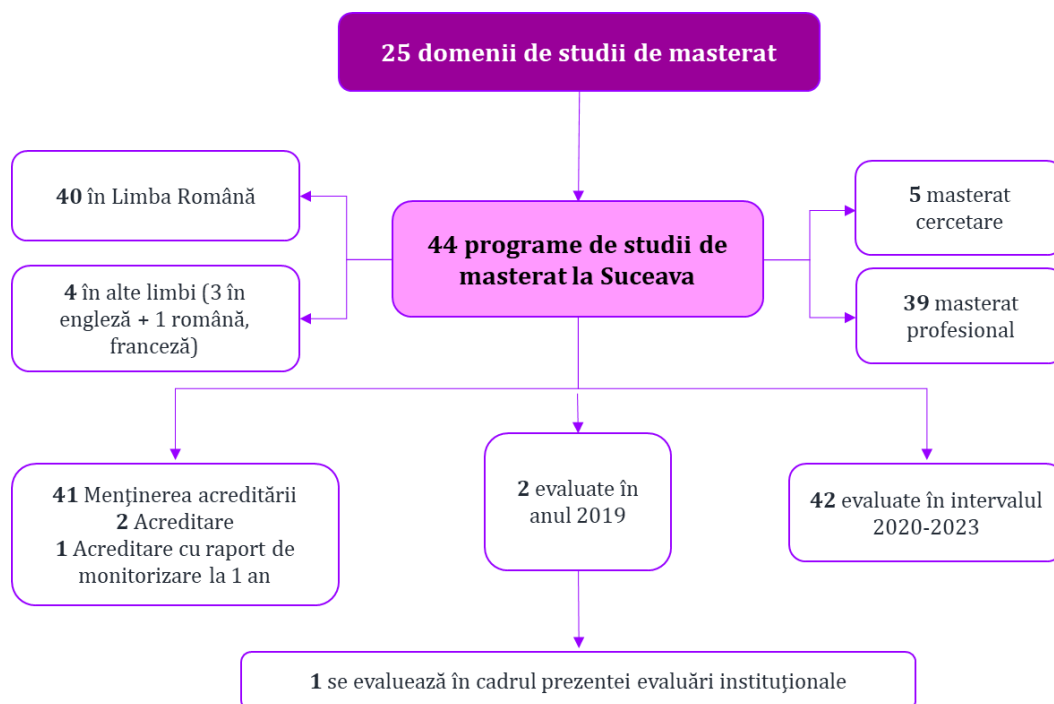 25 domenii de studii de masterat
40 în Limba Română
5 masterat
cercetare
44 programe de studii de
masterat la Suceava
4 în alte limbi (3 în
engleză + 1 română,
franceză)
39 masterat
profesional
41 Menținerea acreditării
2 Acreditare
1 Acreditare cu raport de
monitorizare la 1 an
2 evaluate în
anul 2019
42 evaluate în intervalul
2020-2023
1 se evaluează în cadrul prezentei evaluări instituționale